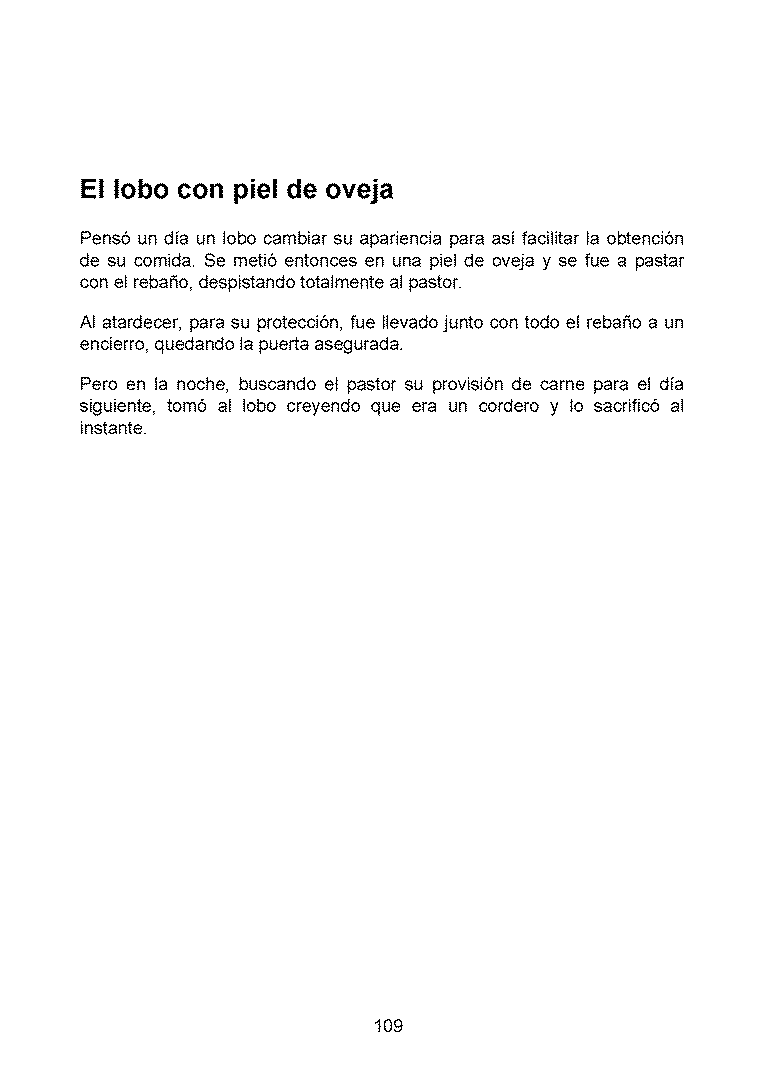 El lobo con piel de oveja
Pensó un día un lobo cambiar su apariencia para así facilitar la obtención
de su comida. Se metió entonces en una piel de oveja y se fue a pastar
con el rebaño, despistando totalmente al pastor.
Al atardecer, para su protección, fue llevado junto con todo el rebaño a un
encierro, quedando la puerta asegurada.
Pero en la noche, buscando el pastor su provisión de carne para el día
siguiente, tomó al lobo creyendo que era un cordero y lo sacrificó al
instante.
109